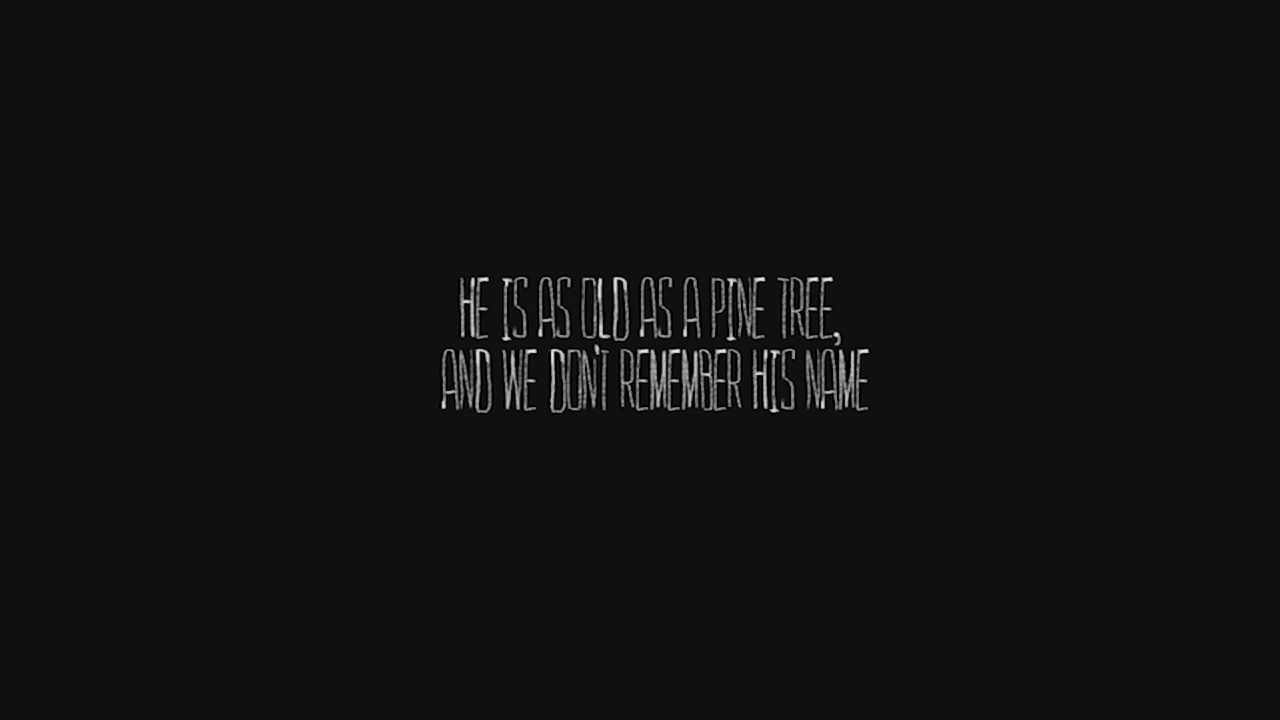 HE IS AS OLD AS A PINE TREE,
AND WE DON'T REMEMBER HIS NAME